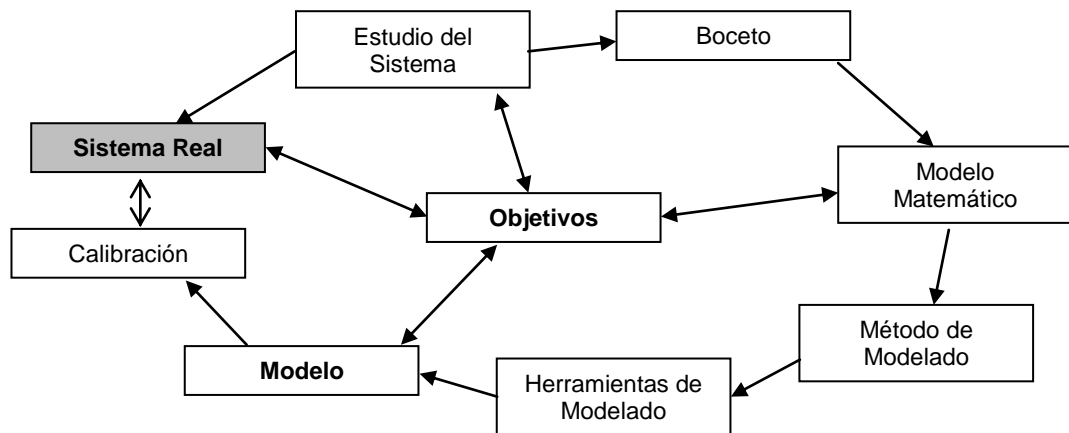 Estudio del
Sistema
Boceto
Sistema Real
Modelo
Matemático
Objetivos
Calibración
Método de
Modelado
Modelo
Herramientas de
Modelado